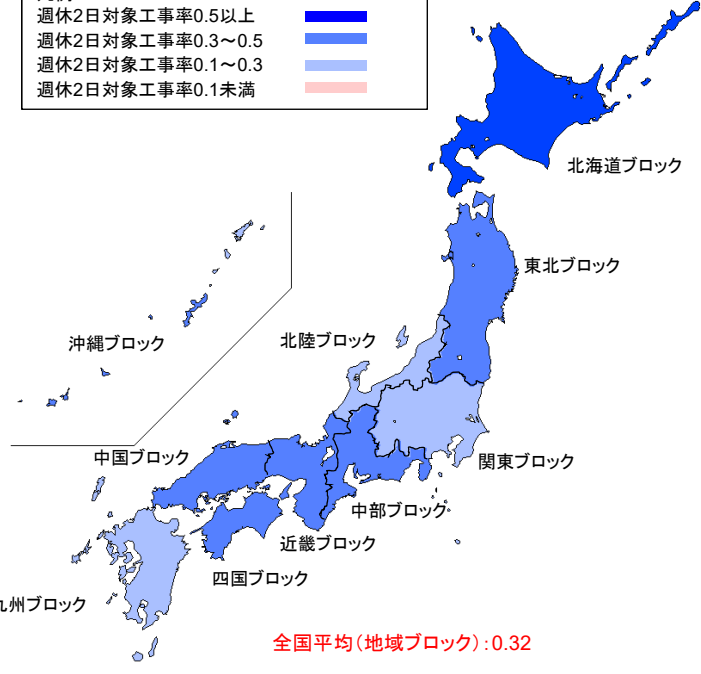 週休2日対象工事率0.5以上
週休2日対象工事率0.3～0.5
週休2日対象工事率0.1～0.3
週休2日対象工事率0.1未満
北海道ブロック
東北ブロック
沖縄ブロック
北陸ブロック
中国ブロック
関東ブロック
中部ブロック
近畿ブロック
四国ブロック
九州ブロック
全国平均（地域ブロック）：0.32